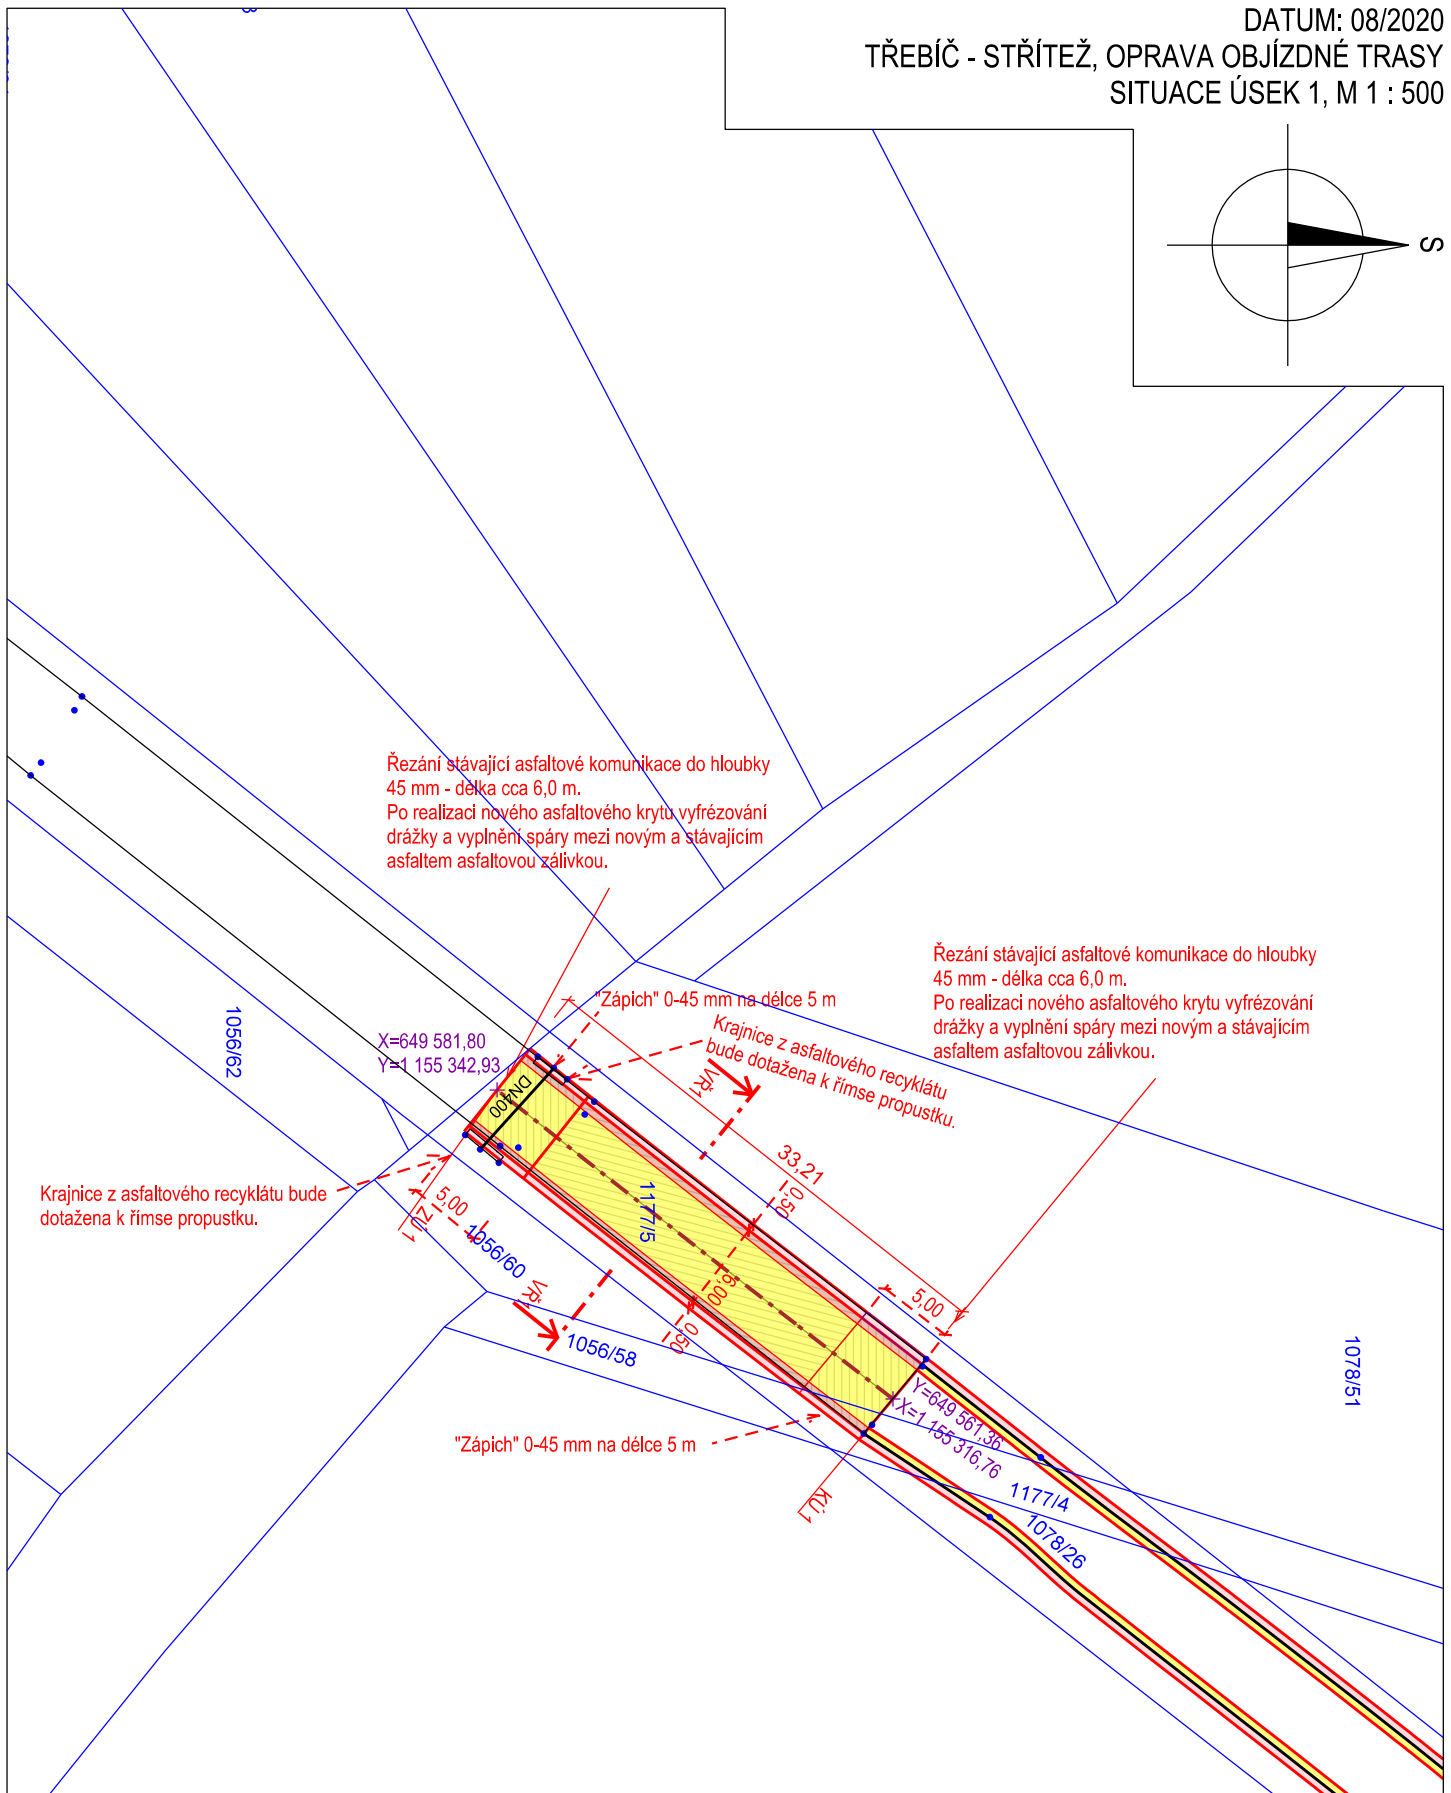 DATUM: 08/2020
TŘEBÍČ - STŘÍTEŽ, OPRAVA OBJÍZDNÉ TRASY
SITUACE ÚSEK 1, M 1 : 500
S
Řezání stávající asfaltové komunikace do hloubky
45 mm - délka cca 6,0 m.
Po realizaci nového asfaltového krytu vyfrézování
drážky a vyplnění spáry mezi novým a stávajícím
asfaltem asfaltovou zálivkou.
Řezání stávající asfaltové komunikace do hloubky
45 mm - délka cca 6,0 m.
Po realizaci nového asfaltového krytu vyfrézování
drážky a vyplnění spáry mezi novým a stávajícím
asfaltem asfaltovou zálivkou.
"Zápich" 0-45 mm na délce 5 m
Krajnice z asfaltového recyklátu
bude dotažena k římse propustku.
1056/62
X=649 581,80
Y=1 155 342,93
DN400
VŘ1
33,21
0,50
Krajnice z asfaltového recyklátu bude
dotažena k římse propustku.
5,00
ZÚ 1
1056/60
1177/5
6,00
0,50
VŘ1
1056/58
5,00
1078/51
Y=649 561,36
X=1 155 316,76
"Zápich" 0-45 mm na délce 5 m
KÚ 1
1177/4
1078/26